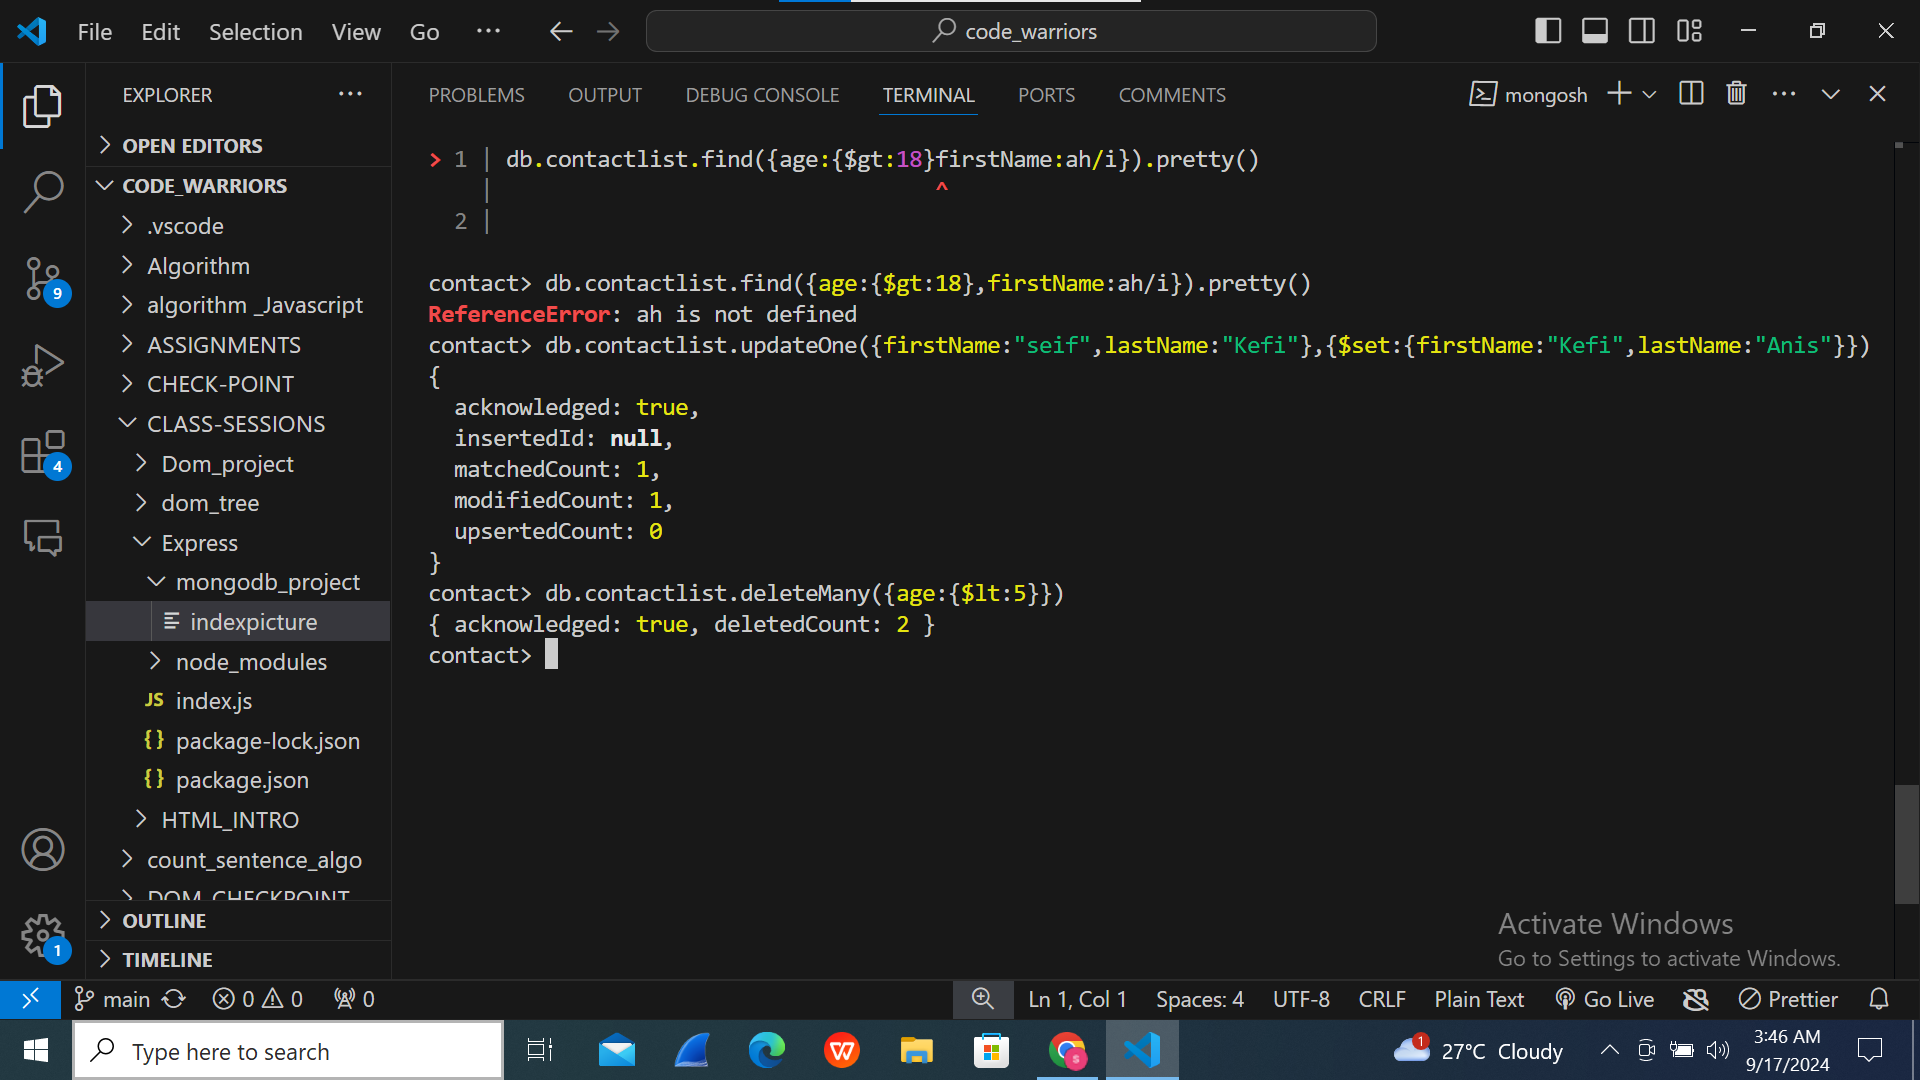 File Edit Selection View Go ··· code_warriors
EXPLORER ···
OPEN EDITORS
CODE_WARRIORS
.vscode
Algorithm
algorithm _Javascript
ASSIGNMENTS
CHECK-POINT
CLASS-SESSIONS
Dom_project
dom_tree
Express
mongodb_project
indexpicture
node_modules
JS index.js
{} package-lock.json
{} package.json
HTML_INTRO
count_sentence_algo
DOM_CHECKPOINT
OUTLINE
TIMELINE
9
4
1
PROBLEMS OUTPUT DEBUG CONSOLE TERMINAL PORTS COMMENTS mongosh
> 1 | db.contactlist.find({age:{$gt:18}firstName:ah/i}).pretty()
| ^
2 |
contact> db.contactlist.find({age:{$gt:18},firstName:ah/i}).pretty()
ReferenceError: ah is not defined
contact> db.contactlist.updateOne({firstName:"seif",lastName:"Kefi"},{$set:{firstName:"Kefi",lastName:"Anis"}})
{
acknowledged: true,
insertedId: null,
matchedCount: 1,
modifiedCount: 1,
upsertedCount: 0
}
contact> db.contactlist.deleteMany({age:{$lt:5}})
{ acknowledged: true, deletedCount: 2 }
contact>
Activate Windows
Go to Settings to activate Windows.
main 0 0 0 Ln 1, Col 1 Spaces: 4 UTF-8 CRLF Plain Text Go Live Prettier
Type here to search W s 1 27°C Cloudy 3:46 AM
9/17/2024